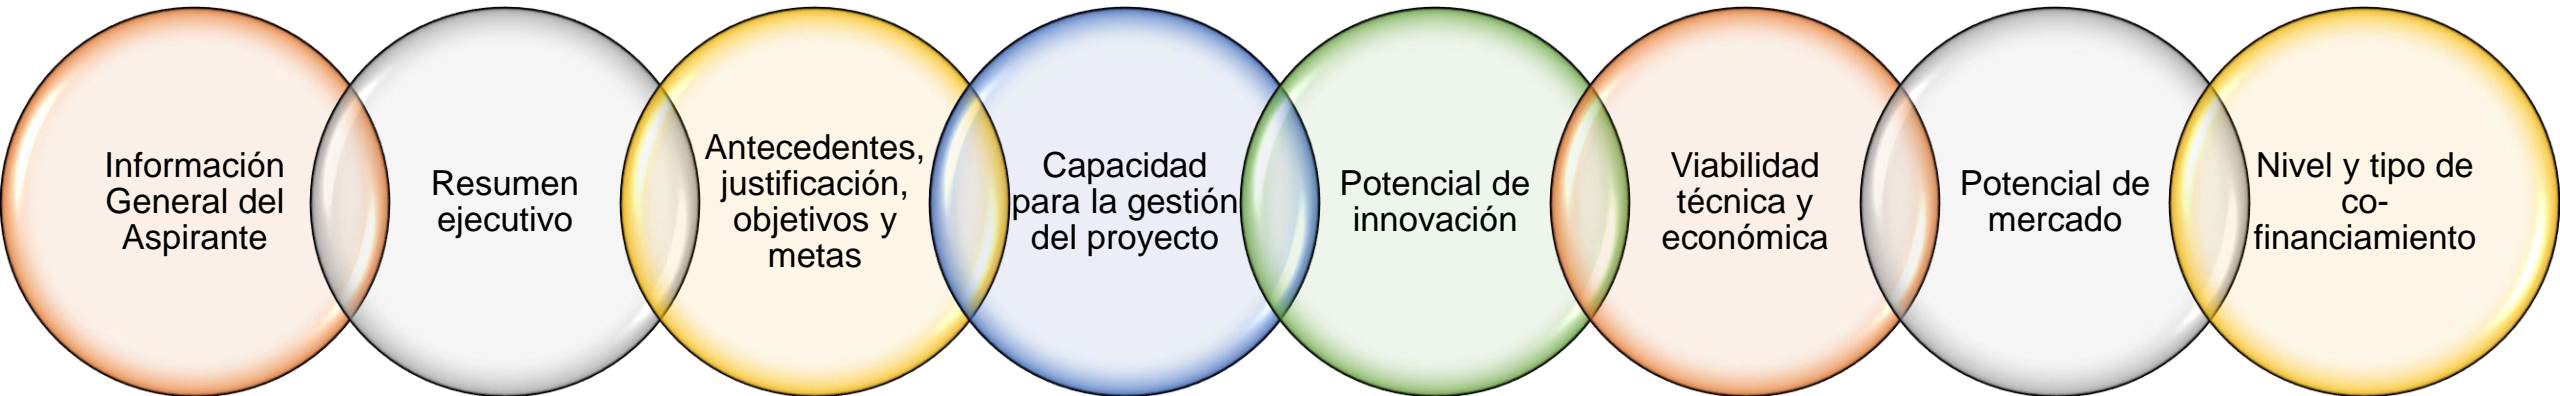 Información
General del
Aspirante
Resumen
ejecutivo
Antecedentes,
justificación,
objetivos y
metas
Capacidad
para la gestión
del proyecto
Potencial de
innovación
Viabilidad
técnica y
económica
Potencial de
mercado
Nivel y tipo de
co-
financiamiento